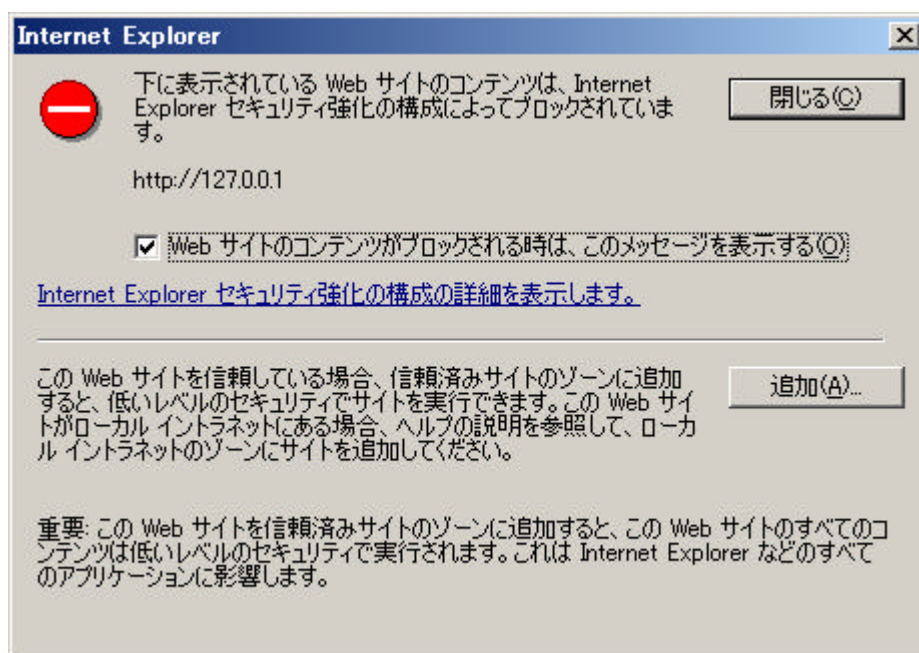 Internet Explorer
下に表示されている Web サイトのコンテンツは、Internet
Explorer セキュリティ強化の構成によってブロックされていま
す。
閉じる(C)
http://127.0.0.1
Web サイトのコンテンツがブロックされる時は、このメッセージを表示する(O)
Internet Explorer セキュリティ強化の構成の詳細を表示します。
この Web サイトを信頼している場合、信頼済みサイトのゾーンに追加
すると、低いレベルのセキュリティでサイトを実行できます。この Web サイ
トがローカル イントラネットにある場合、ヘルプの説明を参照して、ローカ
ル イントラネットのゾーンにサイトを追加してください。
追加(A)...
重要: この Web サイトを信頼済みサイトのゾーンに追加すると、この Web サイトのすべてのコ
ンテンツは低いレベルのセキュリティで実行されます。これは Internet Explorer などのすべて
のアプリケーションに影響します。